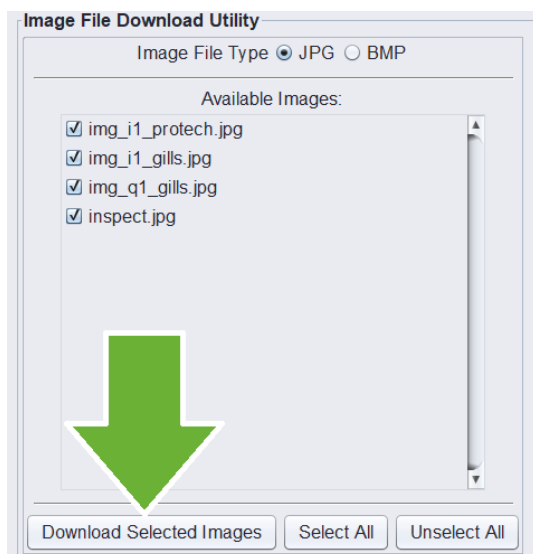 Image File Download Utility
Image File Type JPG BMP
Available Images:
img_i1_protech.jpg
img_i1_gills.jpg
img_q1_gills.jpg
inspect.jpg
Download Selected Images Select All Unselect All